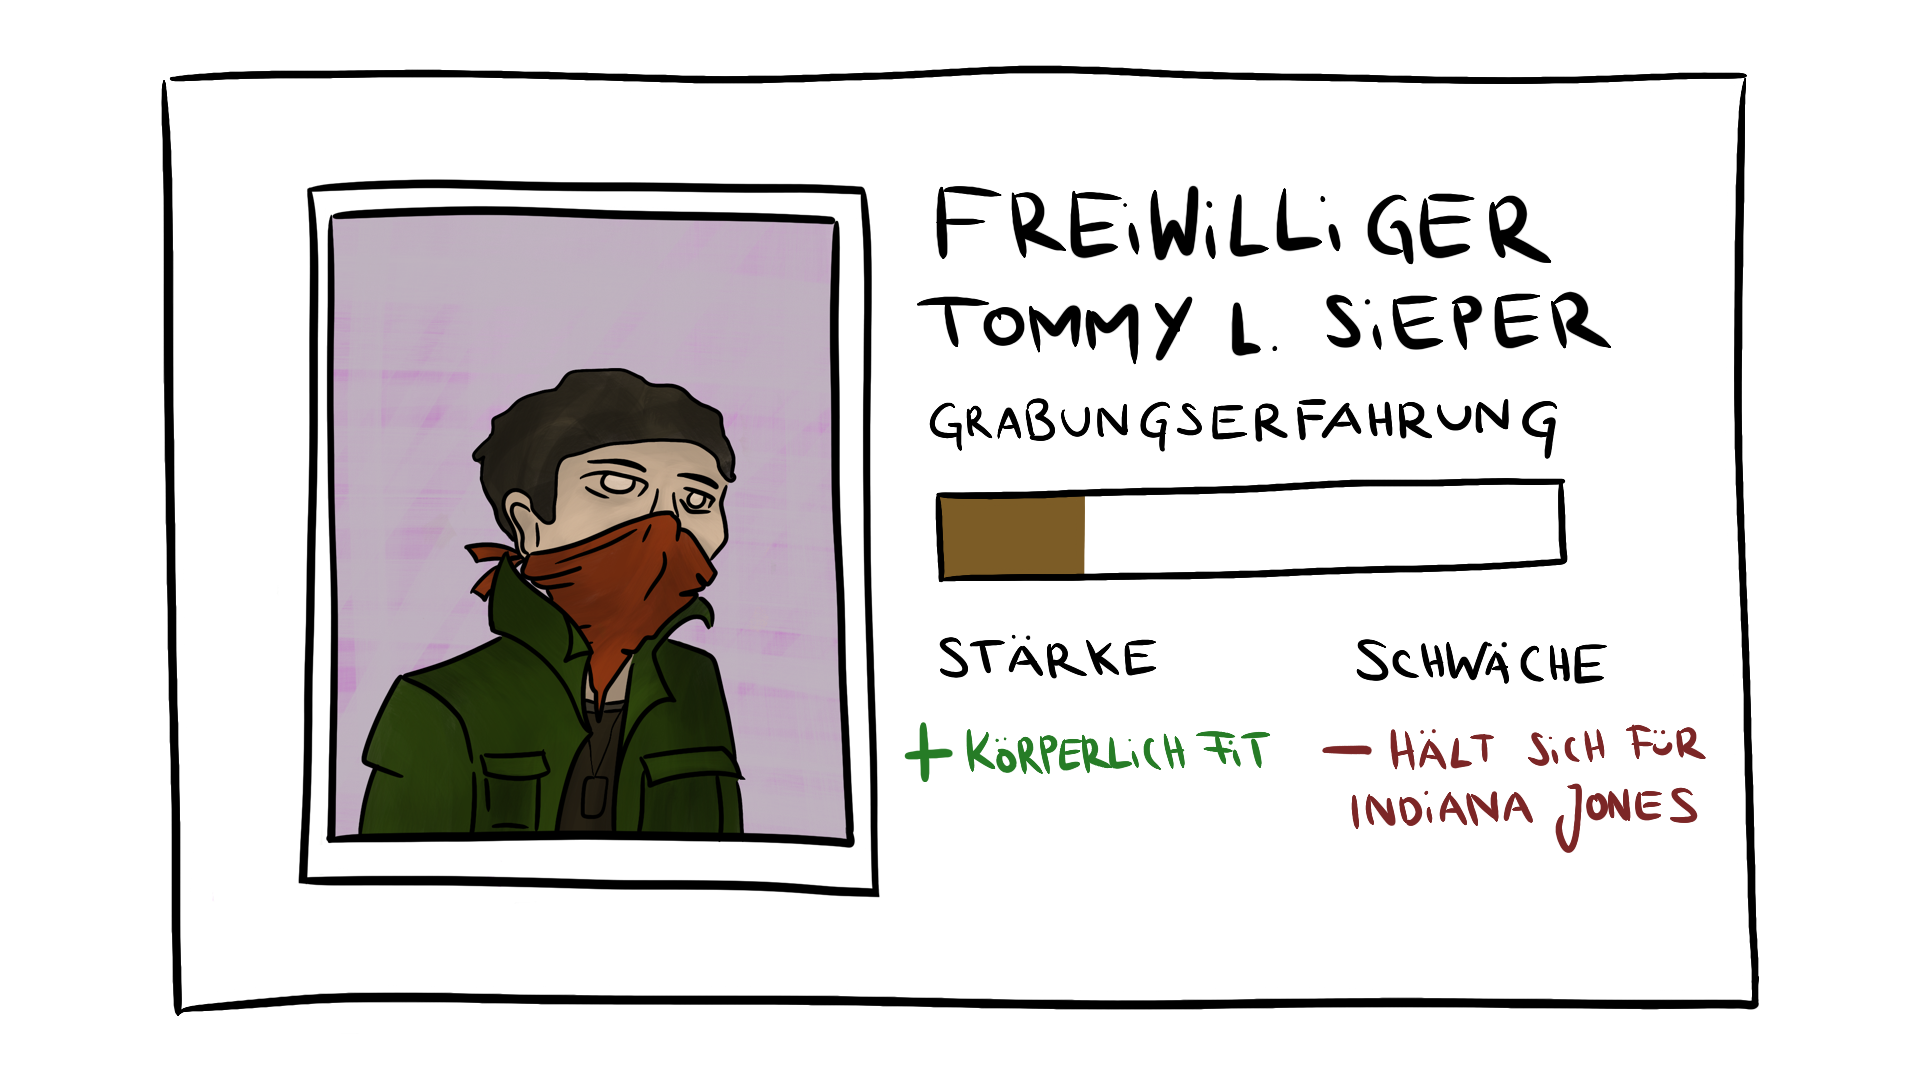 FREIWILLIGER
TOMMY L. SIEPER
GRABUNGSERFAHRUNG
STÄRKE
SCHWÄCHE
+ KÖRPERLICH FIT
– HÄLT SICH FÜR
INDIANA JONES